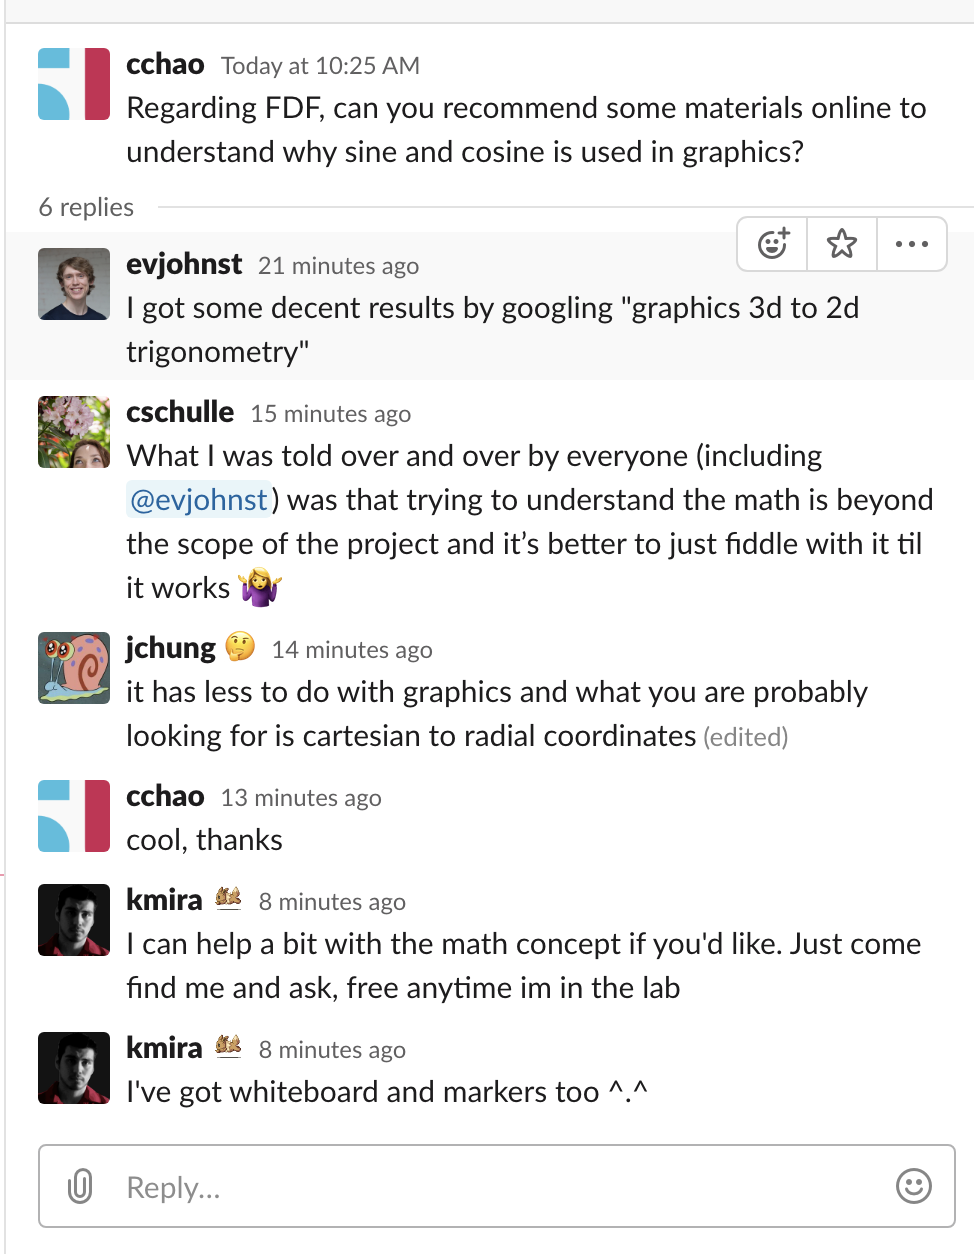 cchao Today at 10:25 AM
Regarding FDF, can you recommend some materials online to
understand why sine and cosine is used in graphics?
6 replies
evjohnst 21 minutes ago
I got some decent results by googling "graphics 3d to 2d
trigonometry"
cschulle 15 minutes ago
What I was told over and over by everyone (including
@evjohnst) was that trying to understand the math is beyond
the scope of the project and it’s better to just fiddle with it til
it works 🤷‍♀️
jchung 🤔 14 minutes ago
it has less to do with graphics and what you are probably
looking for is cartesian to radial coordinates (edited)
cchao 13 minutes ago
cool, thanks
kmira 8 minutes ago
I can help a bit with the math concept if you'd like. Just come
find me and ask, free anytime im in the lab
kmira 8 minutes ago
I've got whiteboard and markers too ^.^
Reply...